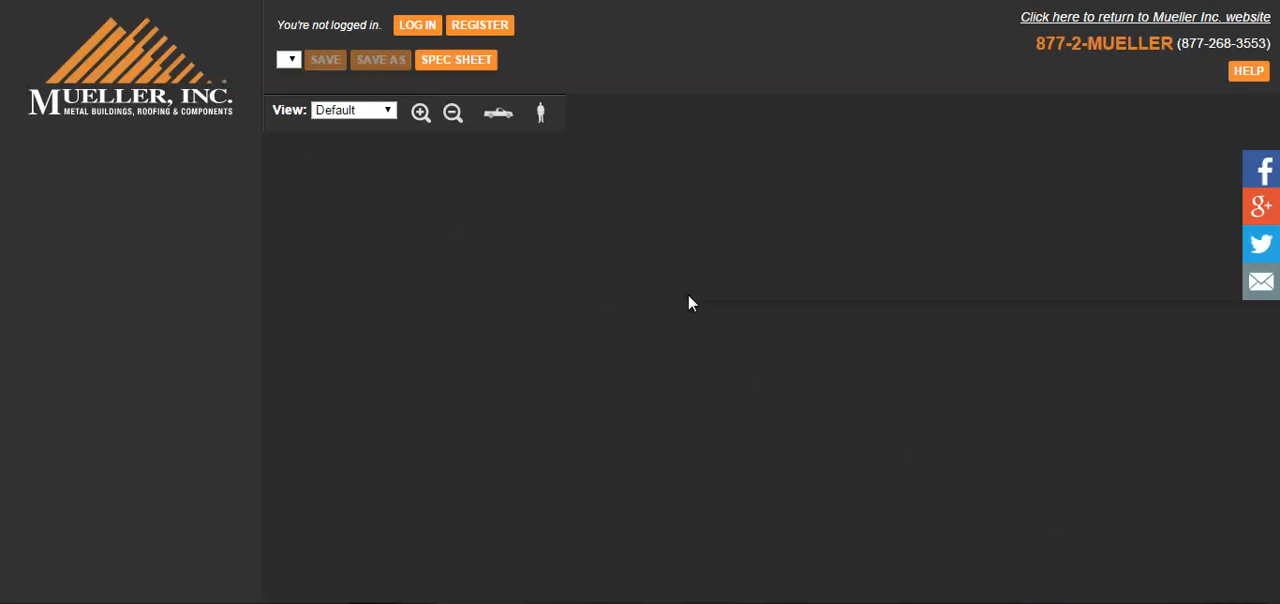 MUELLER, INC.
METAL BUILDINGS, ROOFING & COMPONENTS
You're not logged in. LOG IN REGISTER
SAVE SAVE AS SPEC SHEET
View: Default
Click here to return to Mueller Inc. website
877-2-MUELLER (877-268-3553)
HELP
f
g+